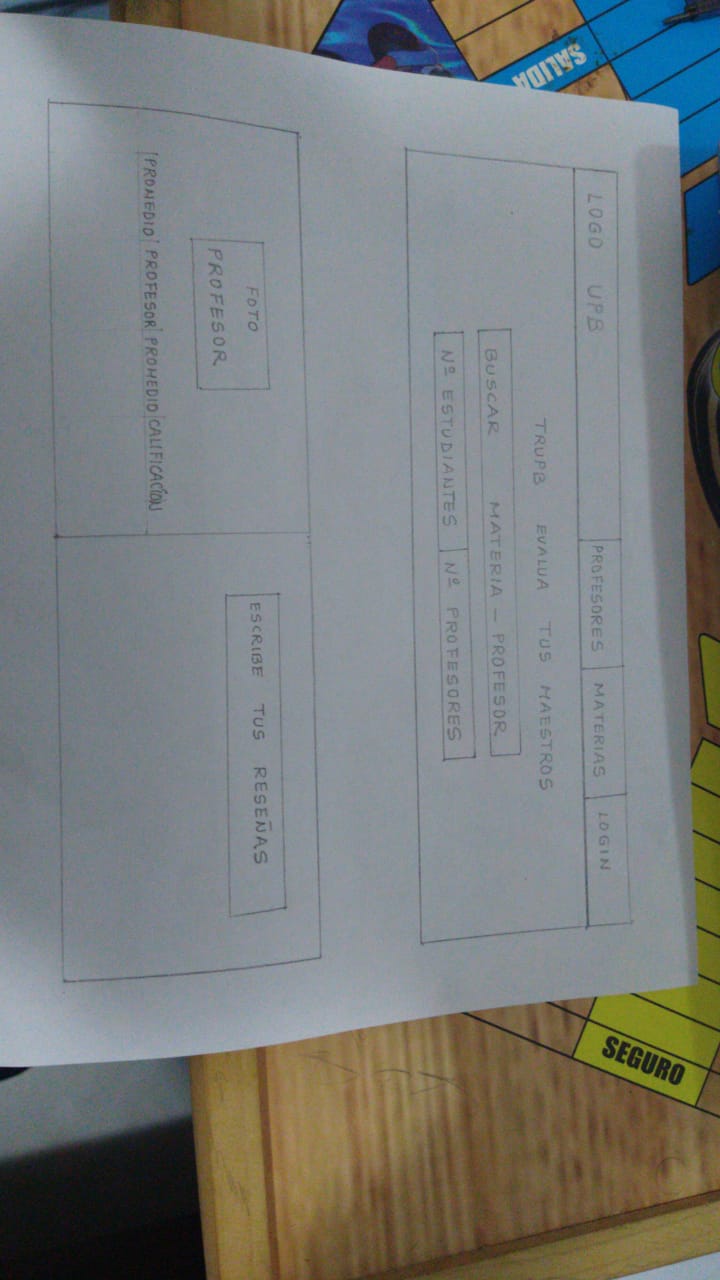 LOGO UPB PROFESORES MATERIAS LOGIN
TRUPB EVALUA TUS MAESTROS
BUSCAR MATERIA - PROFESOR
Nº ESTUDIANTES Nº PROFESORES
FOTO
PROFESOR
PROMEDIO PROFESOR PROMEDIO CALIFICACIÓN
ESCRIBE TUS RESEÑAS
SALIDA
SEGURO